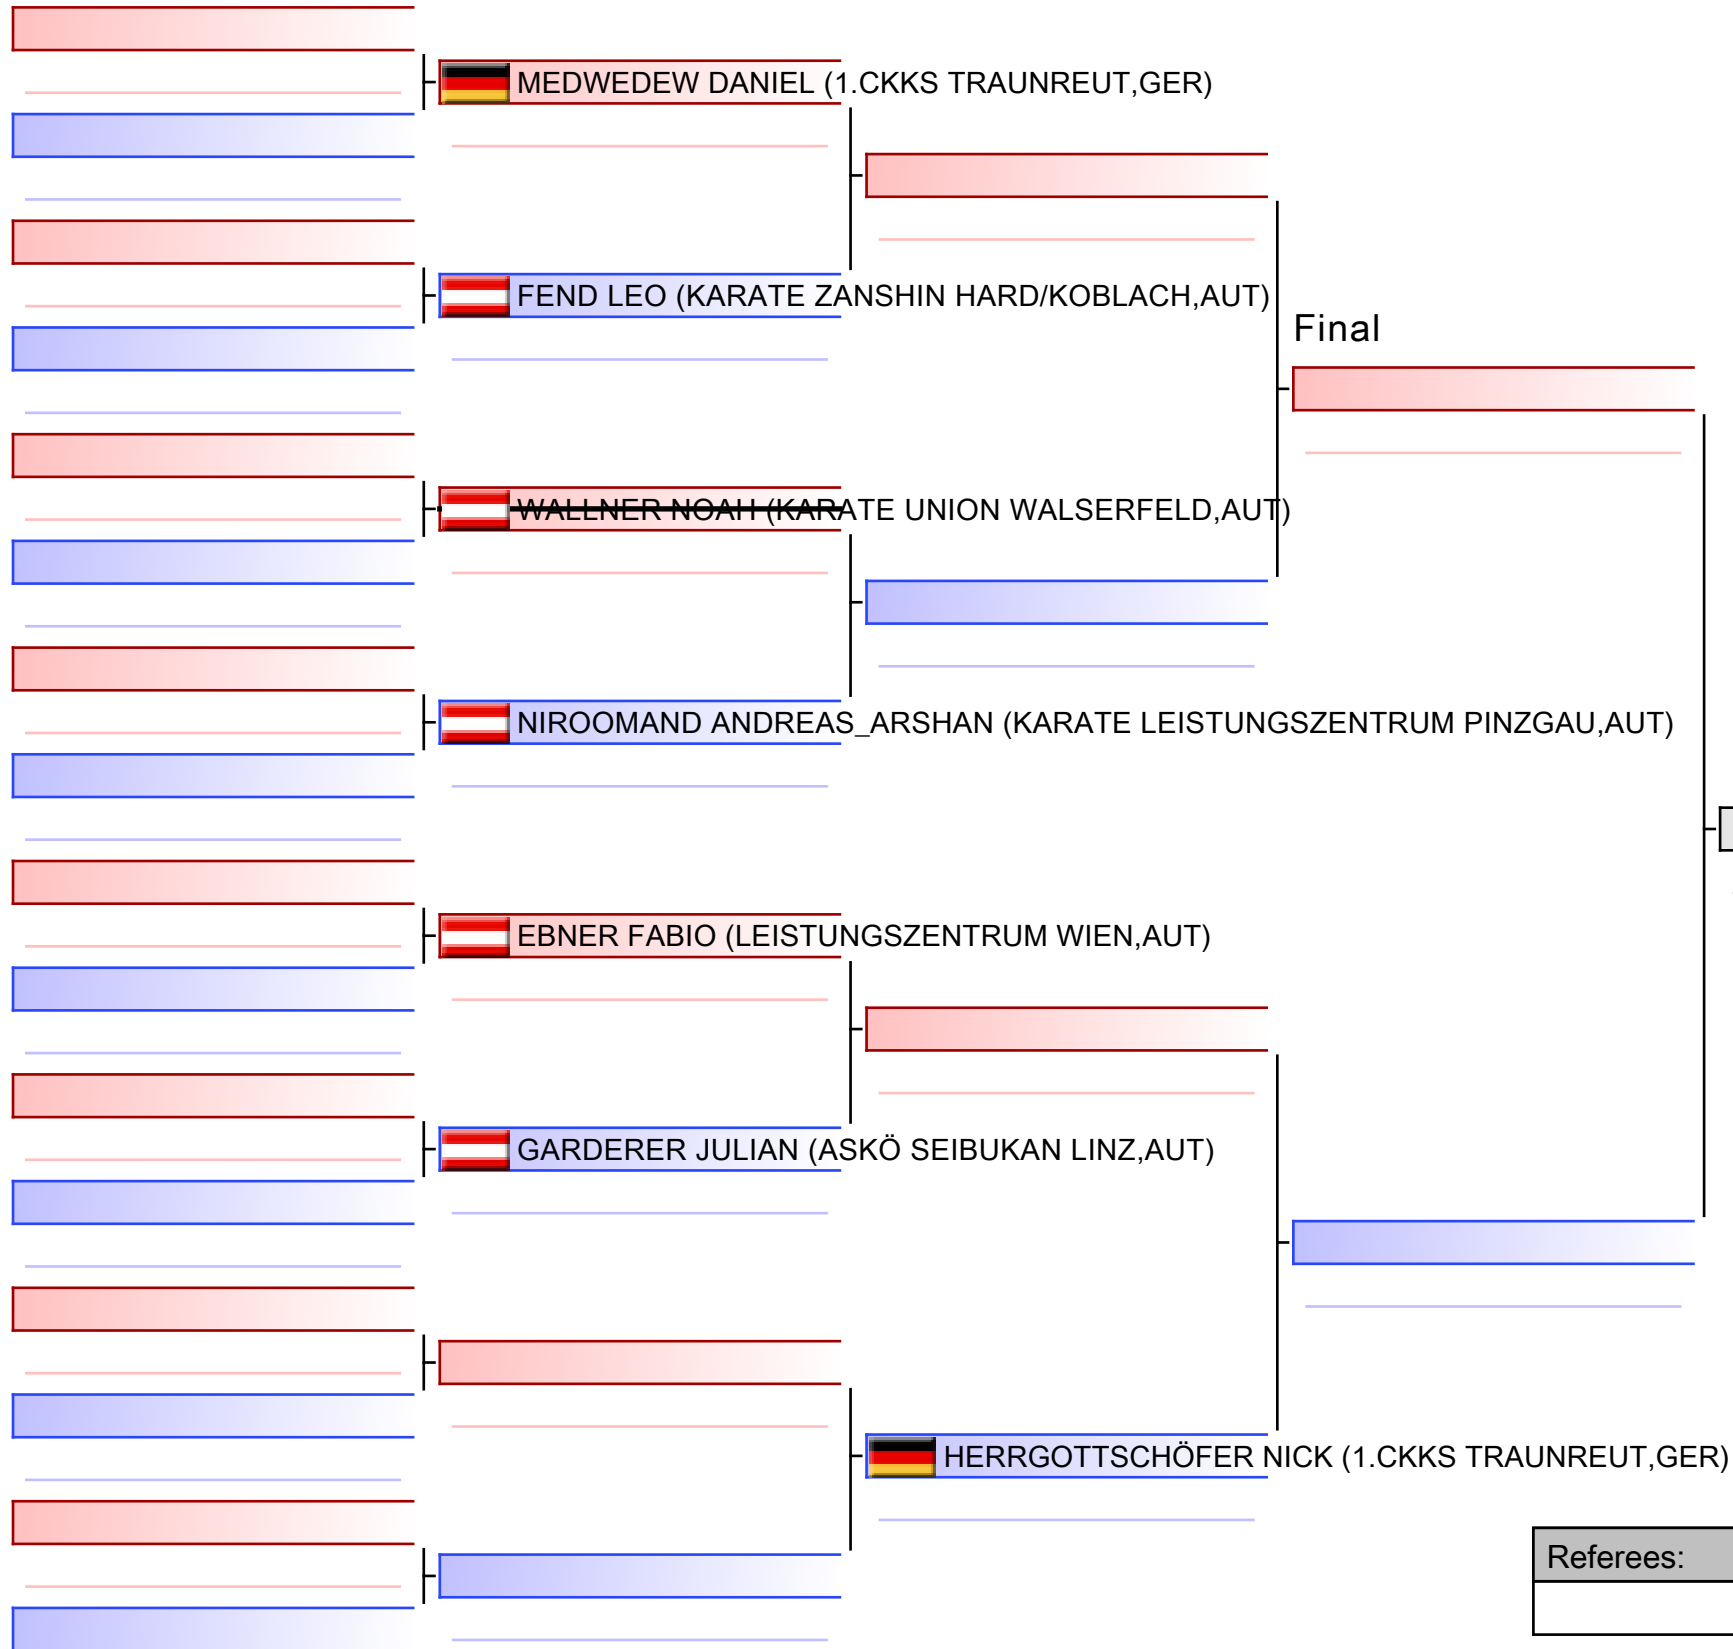 MEDWEDEW DANIEL (1.CKKS TRAUNREUT,GER)
FEND LEO (KARATE ZANSHIN HARD/KOBLACH,AUT)
Final
WALLNER NOAH (KARATE UNION WALSERFELD,AUT)
NIROOMAND ANDREAS_ARSHAN (KARATE LEISTUNGSZENTRUM PINZGAU,AUT)
EBNER FABIO (LEISTUNGSZENTRUM WIEN,AUT)
GARDERER JULIAN (ASKÖ SEIBUKAN LINZ,AUT)
HERRGOTTSCHÖFER NICK (1.CKKS TRAUNREUT,GER)
Referees: